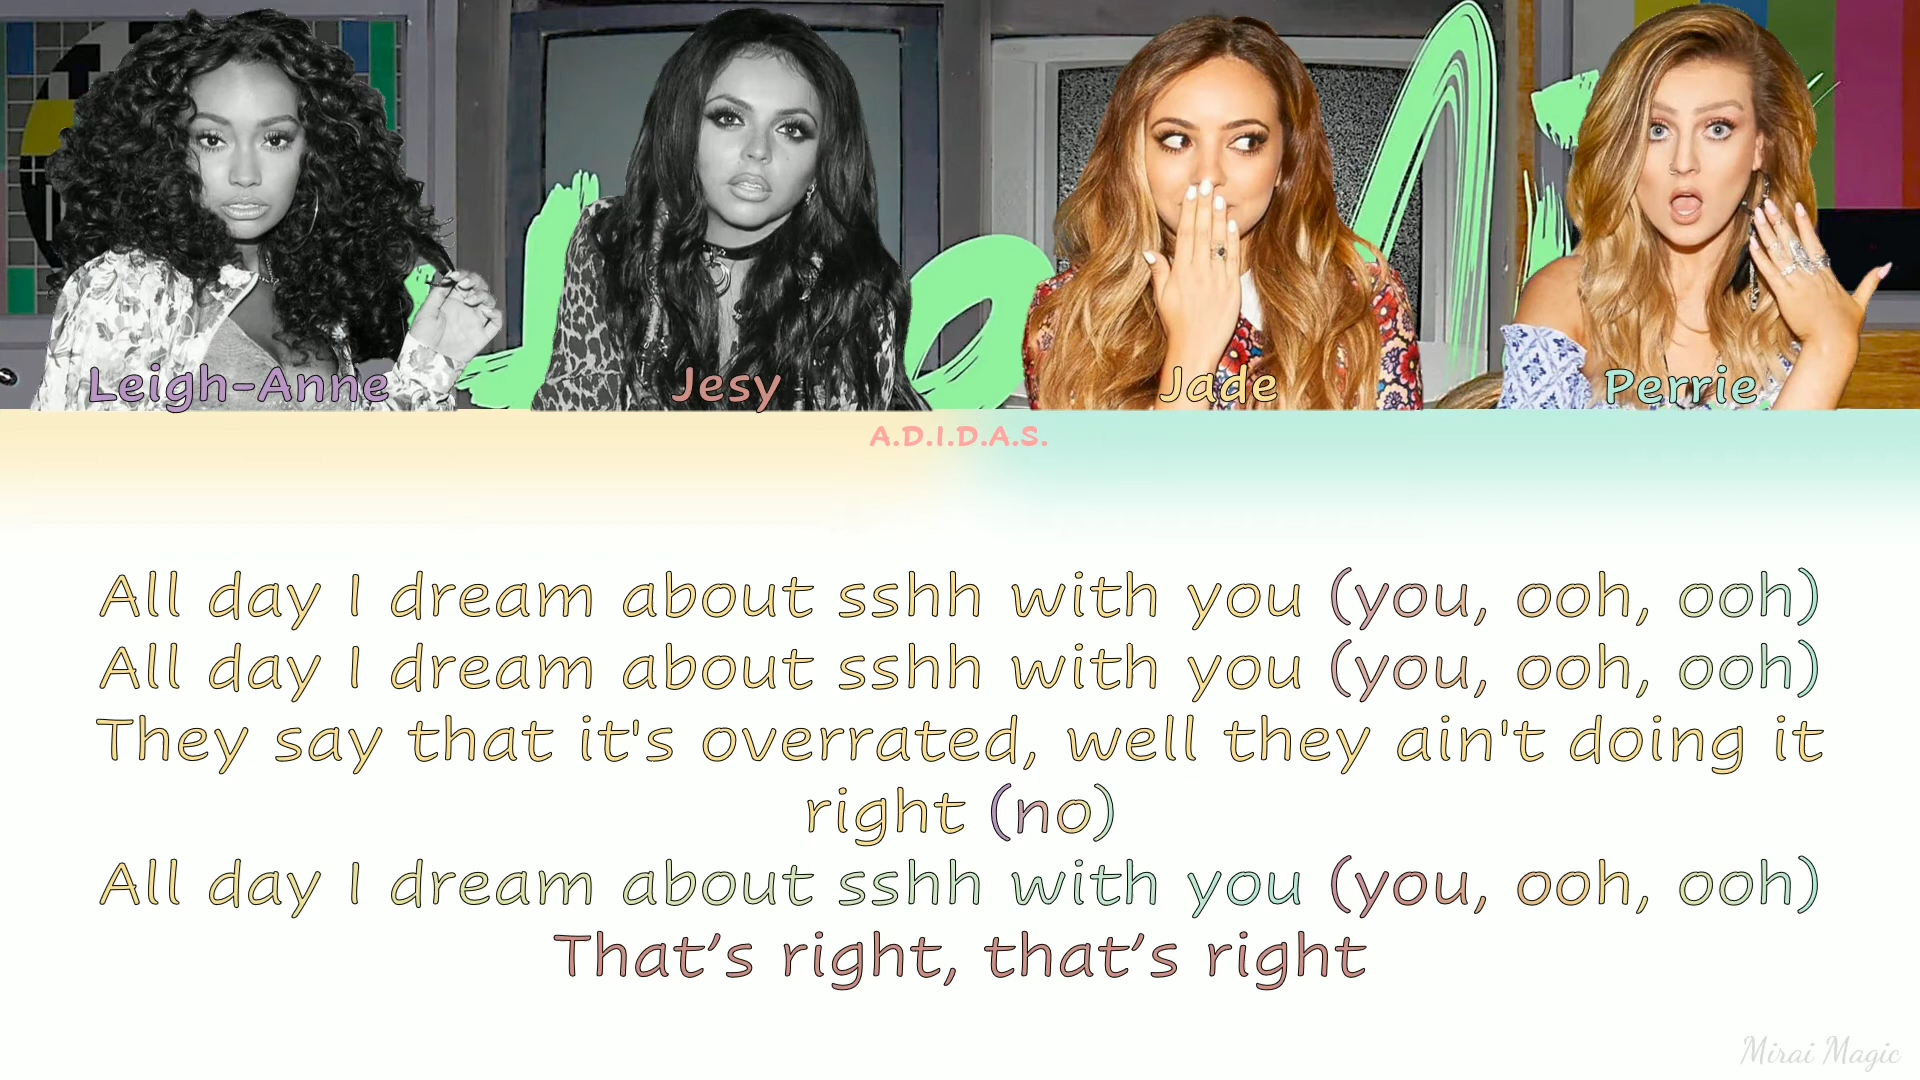 Leigh-Anne
Jesy
Jade
Perrie
A.D.I.D.A.S.
All day I dream about sshh with you (you, ooh, ooh)
All day I dream about sshh with you (you, ooh, ooh)
They say that it's overrated, well they ain't doing it
right (no)
All day I dream about sshh with you (you, ooh, ooh)
That’s right, that’s right
Mirai Magic